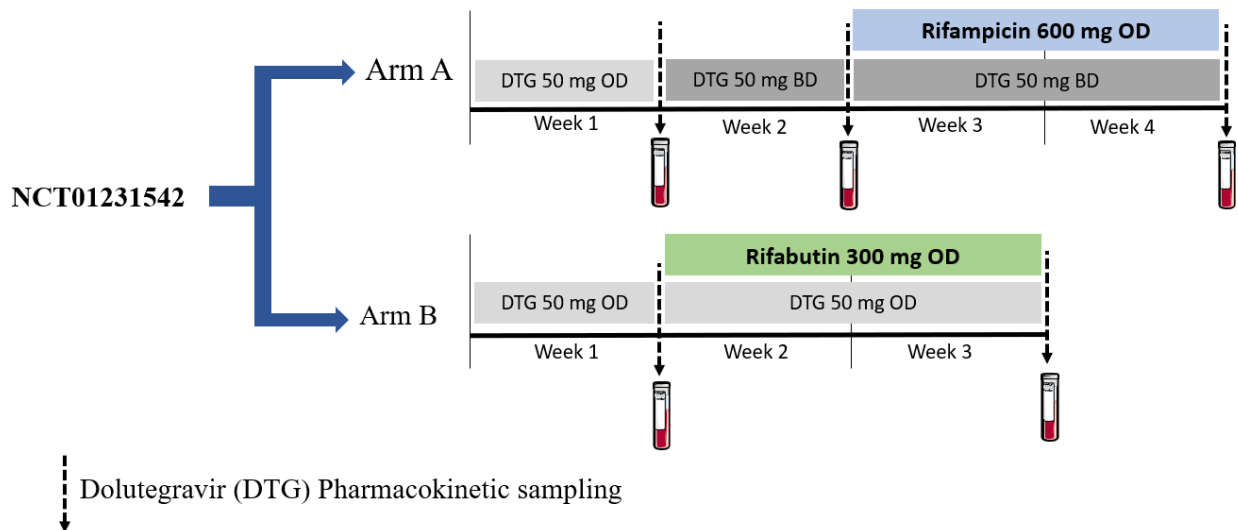 Rifampicin 600 mg OD
Arm A
DTG 50 mg OD
DTG 50 mg BD
DTG 50 mg BD
Week 1
Week 2
Week 3
Week 4
NCT01231542
Rifabutin 300 mg OD
Arm B
DTG 50 mg OD
DTG 50 mg OD
Week 1
Week 2
Week 3
Dolutegravir (DTG) Pharmacokinetic sampling